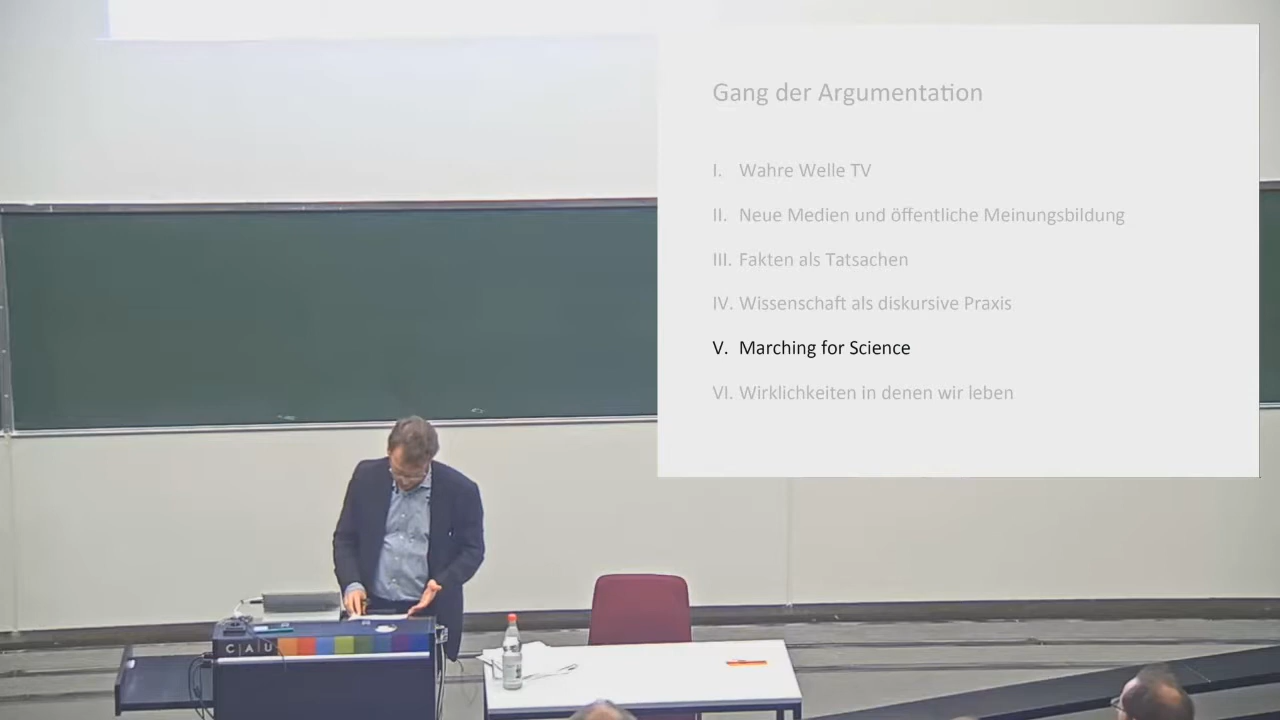 Gang der Argumentation
I. Wahre Welle TV
II. Neue Medien und öffentliche Meinungsbildung
III. Fakten als Tatsachen
IV. Wissenschaft als diskursive Praxis
V. Marching for Science
VI. Wirklichkeiten in denen wir leben
C|A|U